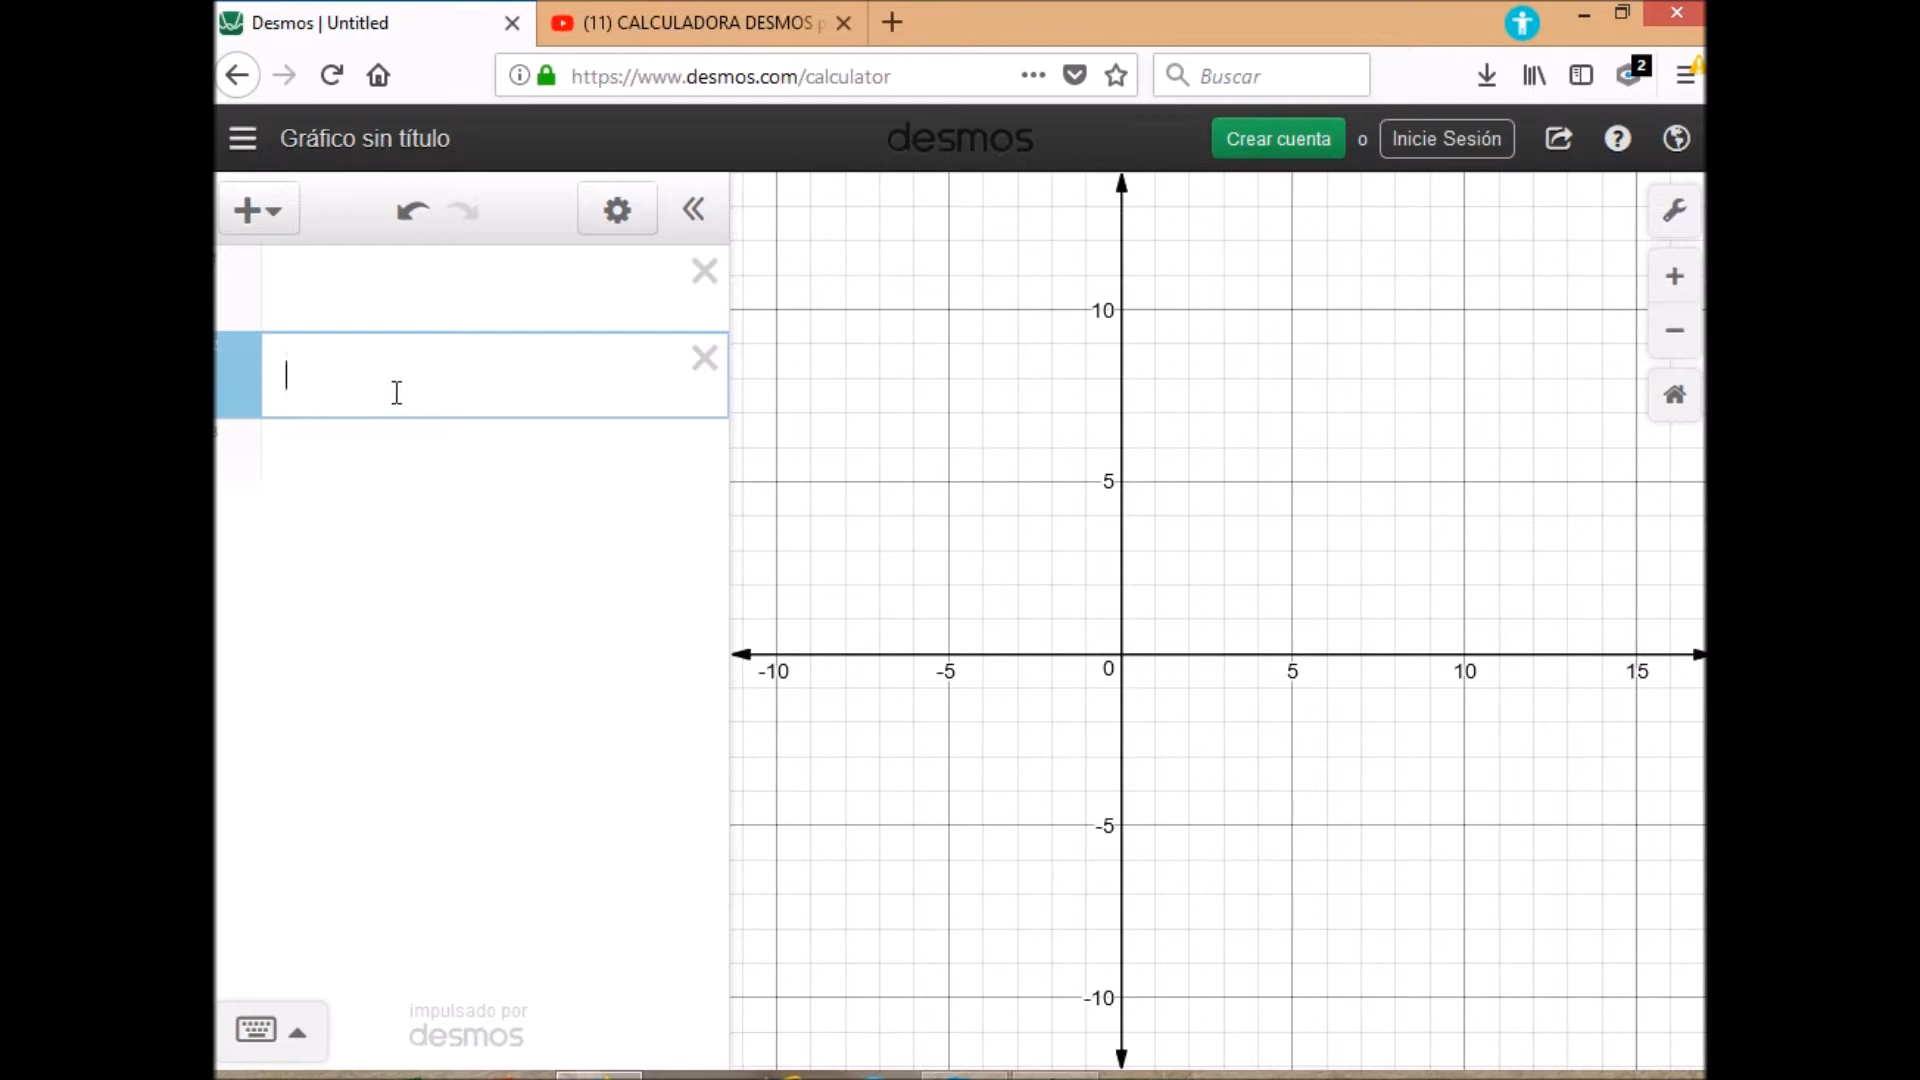 Desmos | Untitled
(11) CALCULADORA DESMOS
https://www.desmos.com/calculator
Buscar
2
Gráfico sin título
desmos
Crear cuenta
o
Inicie Sesión
10
5
-10
-5
0
5
10
15
-5
-10
impulsado por
desmos